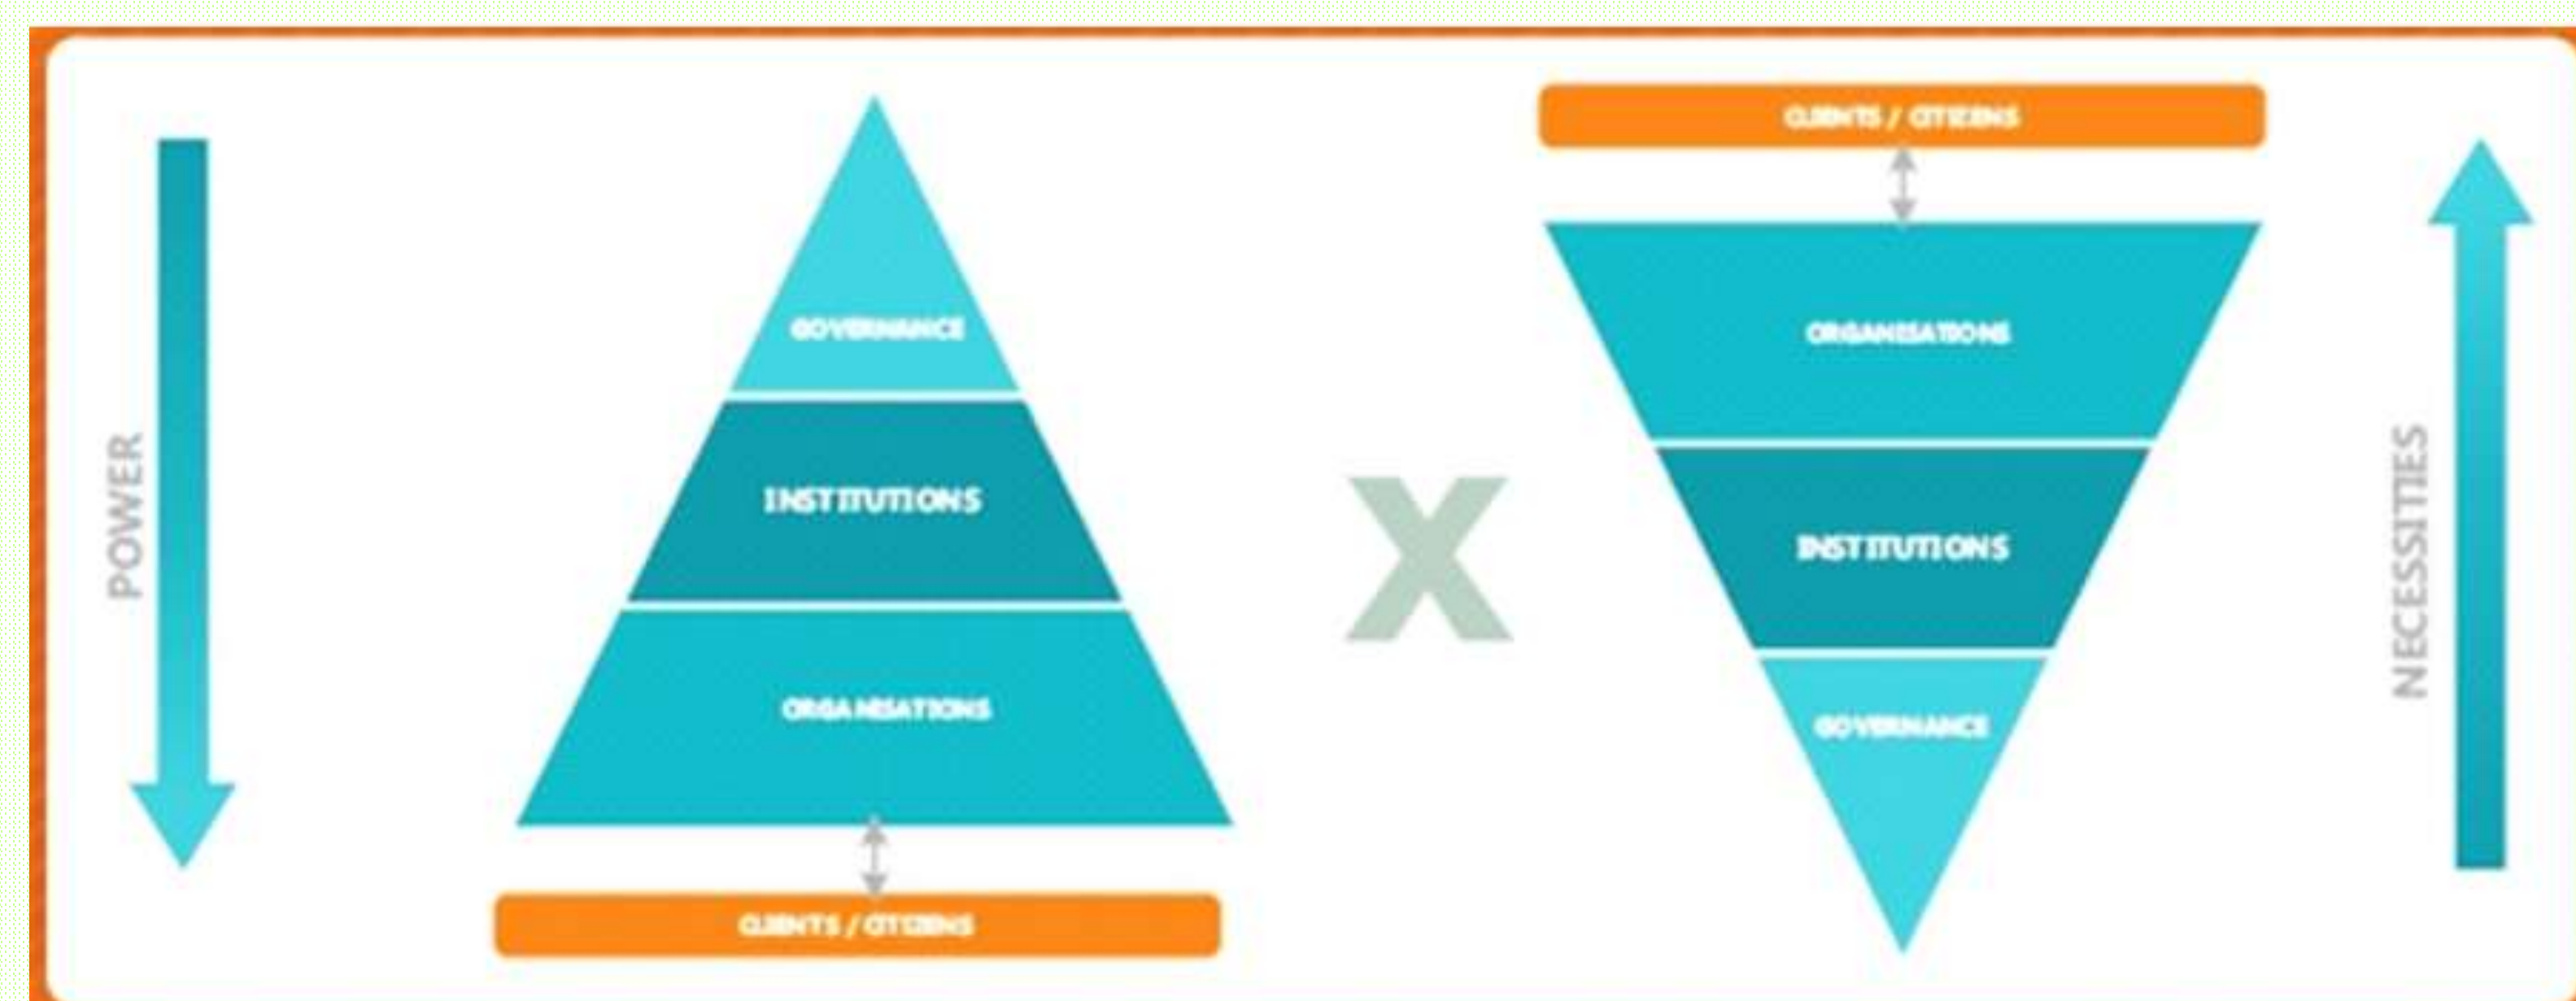 POWER
GOVERNANCE
INSTITUTIONS
ORGANISATIONS
CLIENTS / CITIZENS
X
CLIENTS / CITIZENS
ORGANISATIONS
INSTITUTIONS
GOVERNANCE
NECESSITIES